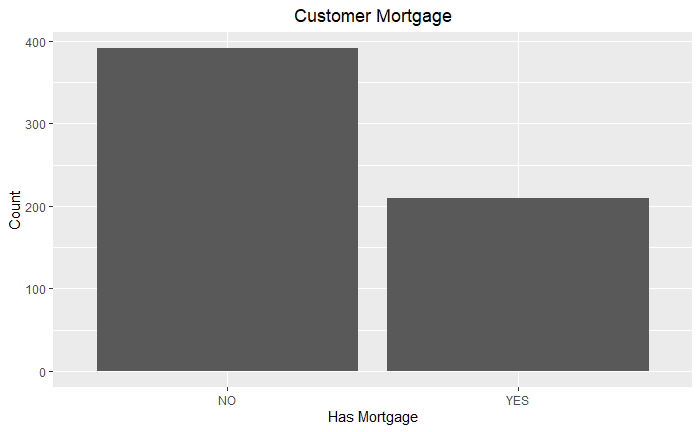 Customer Mortgage
400
300
200
100
0
Count
NO
YES
Has Mortgage